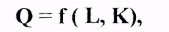 Q = f ( L, K),